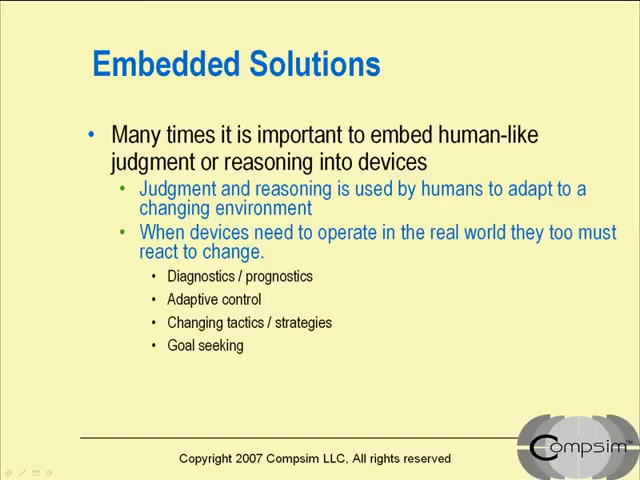 Embedded Solutions
• Many times it is important to embed human-like
judgment or reasoning into devices
• Judgment and reasoning is used by humans to adapt to a
changing environment
• When devices need to operate in the real world they too must
react to change.
• Diagnostics / prognostics
• Adaptive control
• Changing tactics / strategies
• Goal seeking
Compsim™
Copyright 2007 Compsim LLC, All rights reserved